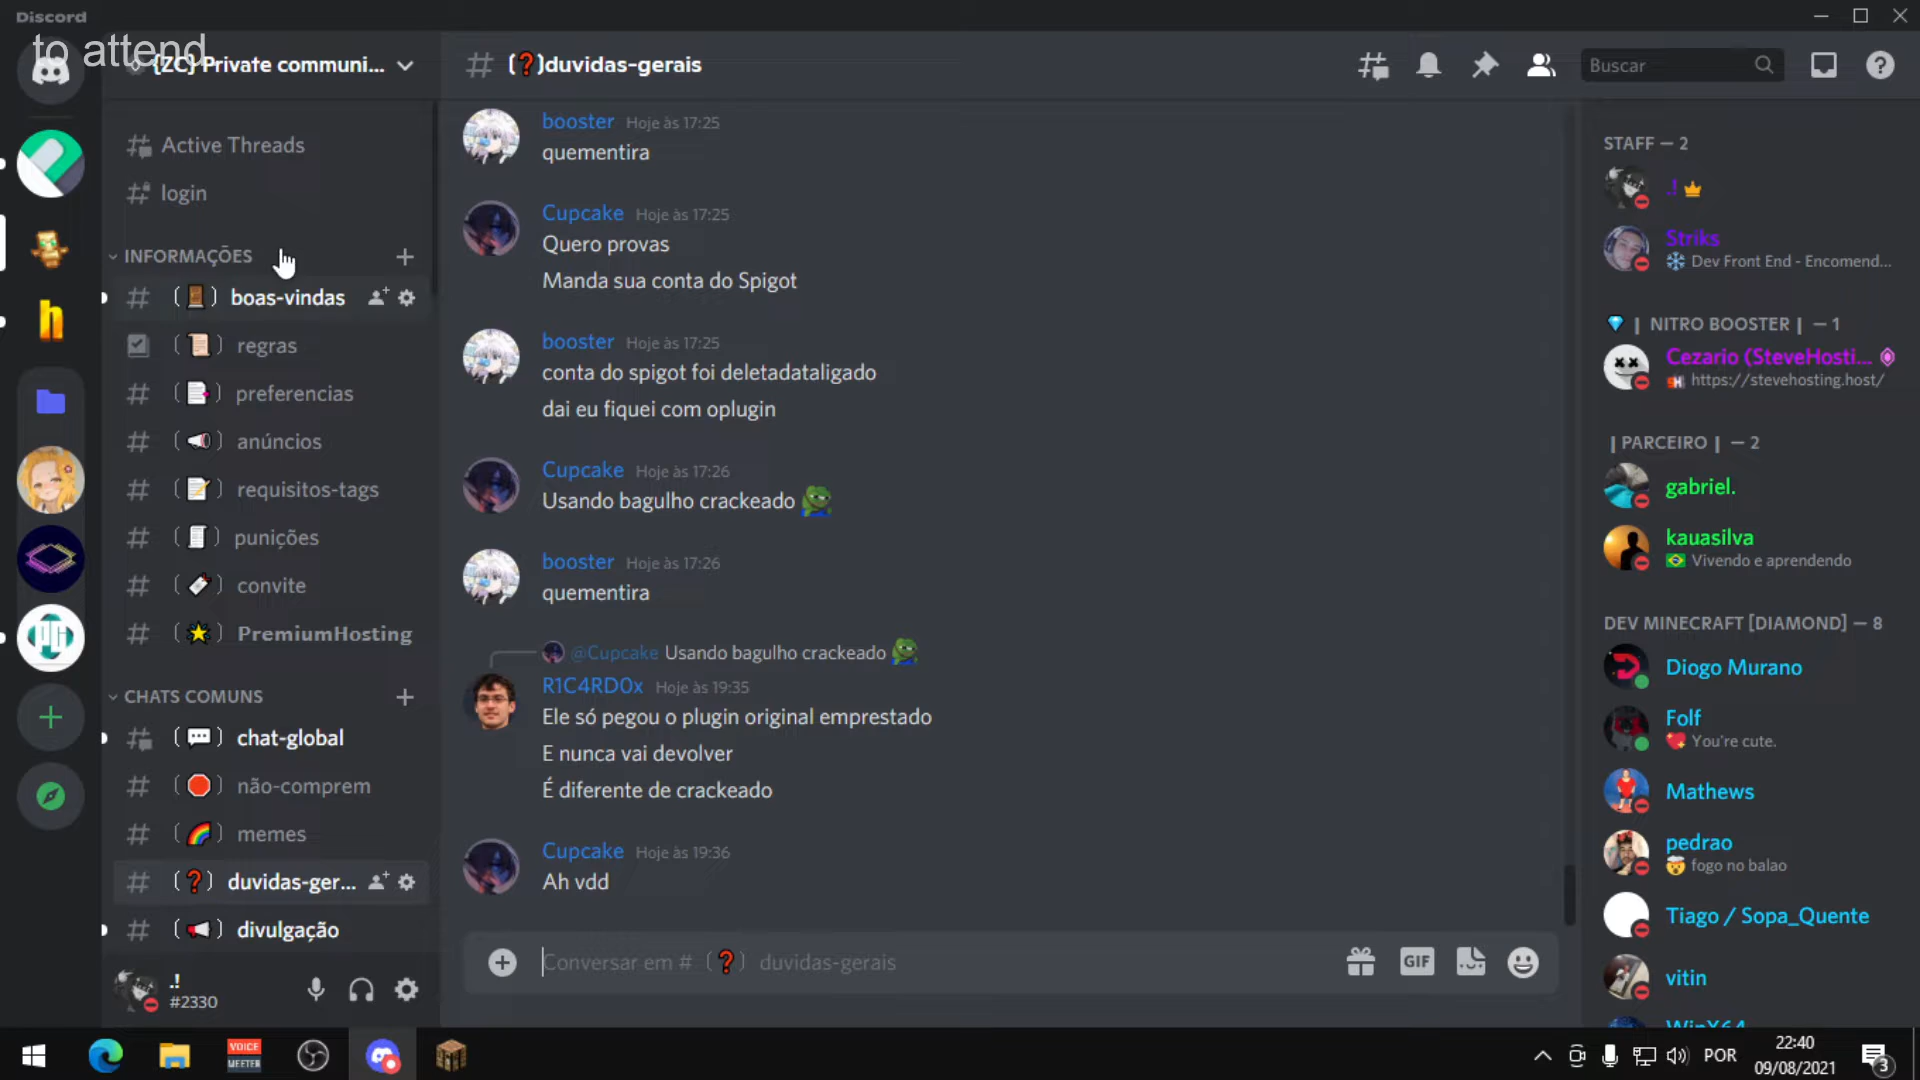 Discord
to attend
{ZC} Private communi...
(❓)duvidas-gerais
Buscar
Active Threads
login
INFORMAÇÕES
boas-vindas
regras
preferencias
anúncios
requisitos-tags
punições
convite
PremiumHosting
CHATS COMUNS
chat-global
não-comprem
memes
duvidas-ger...
divulgação
.!
#2330
booster Hoje às 17:25
quementira
Cupcake Hoje às 17:25
Quero provas
Manda sua conta do Spigot
booster Hoje às 17:25
conta do spigot foi deletadataligado
dai eu fiquei com oplugin
Cupcake Hoje às 17:26
Usando bagulho crackeado
booster Hoje às 17:26
quementira
@Cupcake Usando bagulho crackeado
R1C4RD0x Hoje às 19:35
Ele só pegou o plugin original emprestado
E nunca vai devolver
É diferente de crackeado
Cupcake Hoje às 19:36
Ah vdd
Conversar em # (❓) duvidas-gerais
GIF
STAFF — 2
.!
Striks
Dev Front End - Encomend...
| NITRO BOOSTER | — 1
Cezario (SteveHosti...
https://stevehosting.host/
| PARCEIRO | — 2
gabriel.
kauasilva
Vivendo e aprendendo
DEV MINECRAFT [DIAMOND] — 8
Diogo Murano
Folf
You're cute.
Mathews
pedrao
fogo no balao
Tiago / Sopa_Quente
vitin
WinX64
VOICE
MEETER
POR
22:40
09/08/2021
3